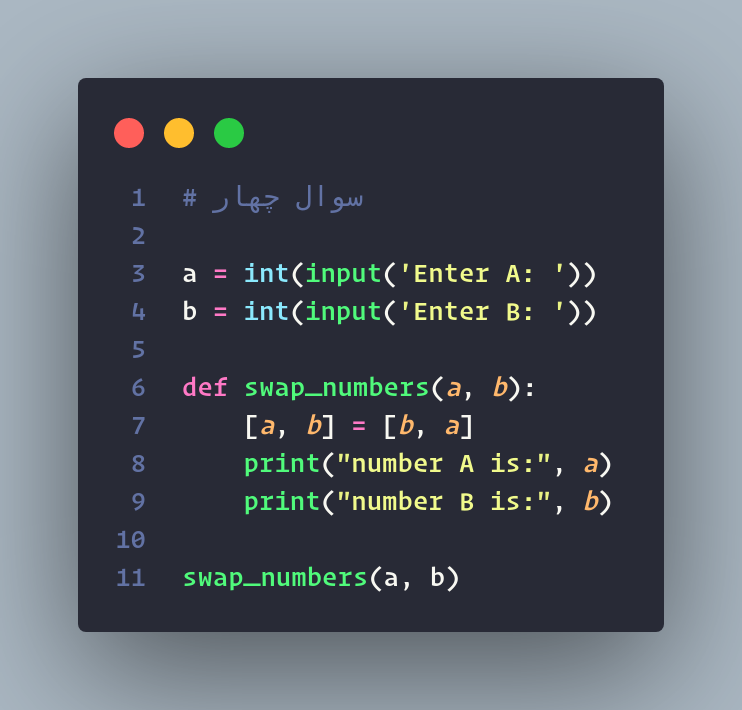 1 # سوال چهار
2
3 a = int(input('Enter A: '))
4 b = int(input('Enter B: '))
5
6 def swap_numbers(a, b):
7     [a, b] = [b, a]
8     print("number A is:", a)
9     print("number B is:", b)
10
11 swap_numbers(a, b)